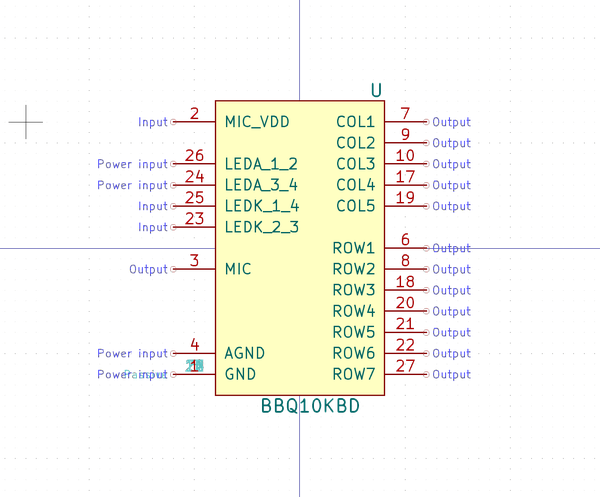 U
Input 2 MIC_VDD COL1 7 Output
COL2 9 Output
Power input 26 LEDA_1_2 COL3 10 Output
Power input 24 LEDA_3_4 COL4 17 Output
Input 25 LEDK_1_4 COL5 19 Output
Input 23 LEDK_2_3
ROW1 6 Output
Output 3 MIC ROW2 8 Output
ROW3 18 Output
ROW4 20 Output
ROW5 21 Output
Power input 4 AGND ROW6 22 Output
Power input 1 GND ROW7 27 Output
BBQ10KBD